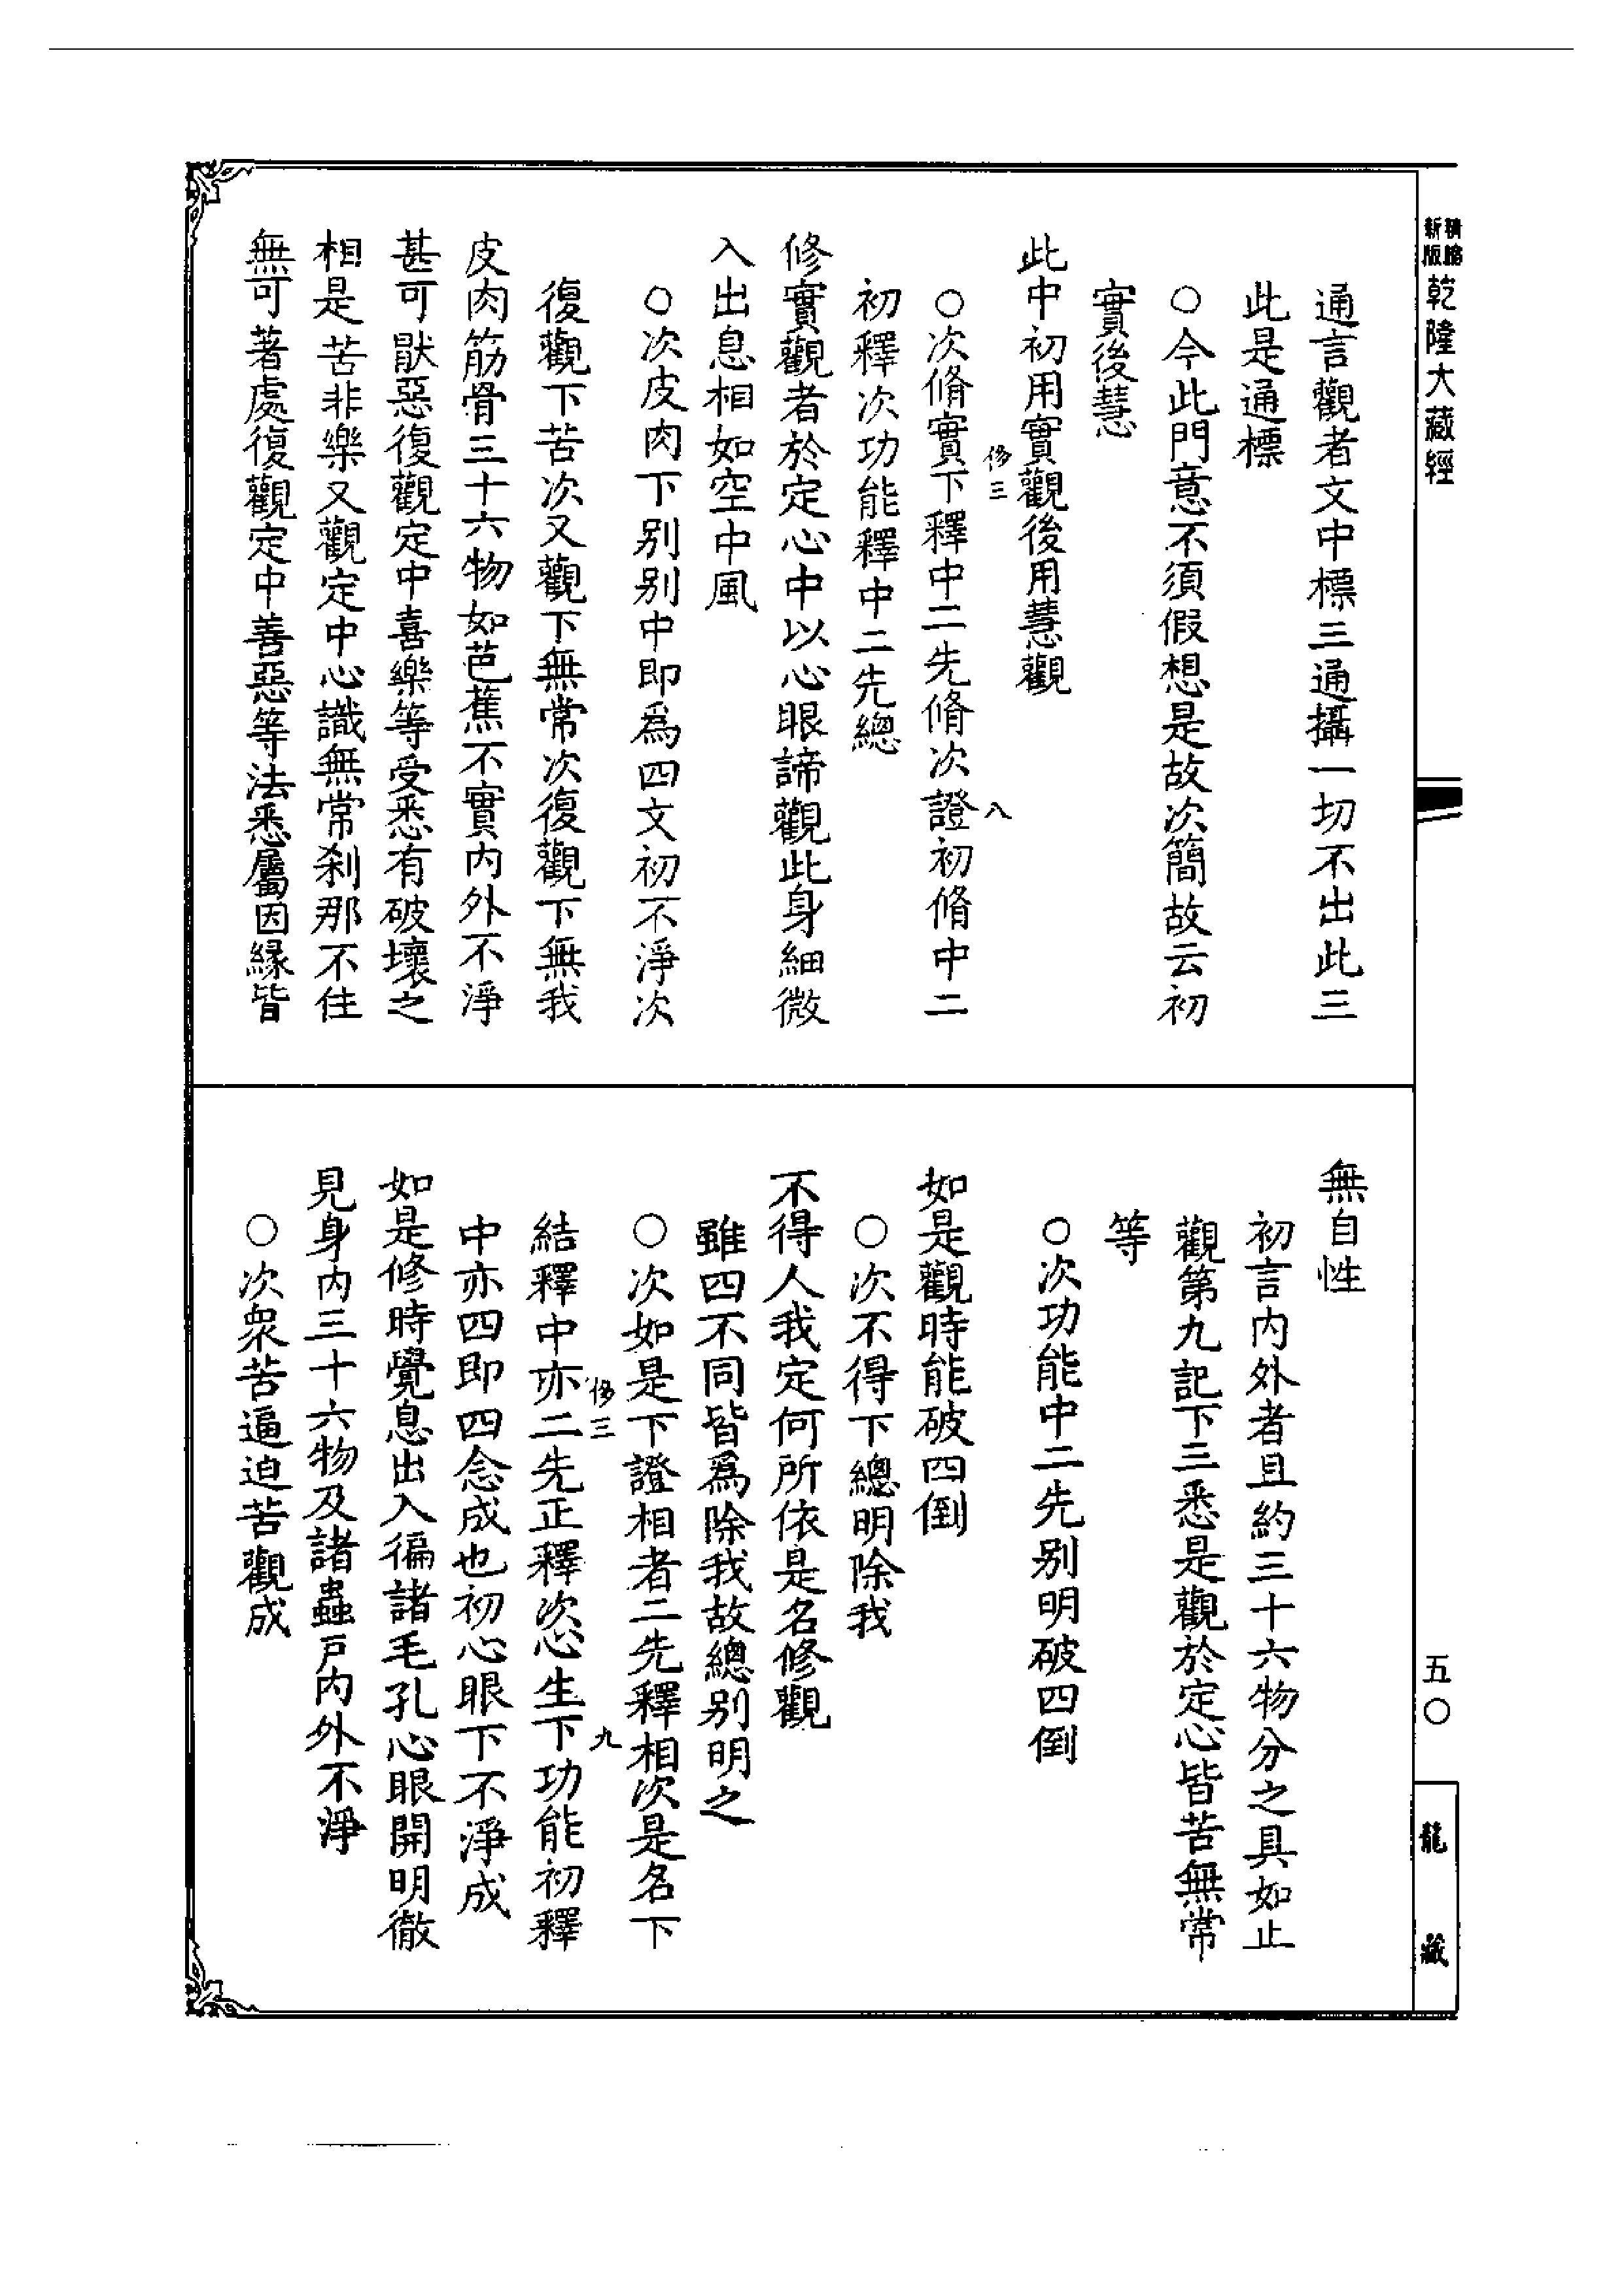 新版
精縮
乾隆大藏經
通言觀者文中標三通攝一切不出此三
此是通標
○今此門意不須假想是故次簡故云初
實後慧
此中初用實觀後用慧觀
修三
八
○次脩實下釋中二先脩次證初脩中二
初釋次功能釋中二先總
修實觀者於定心中以心眼諦觀此身細微
入出息相如空中風
○次皮肉下别别中即爲四文初不淨次
復觀下苦次又觀下無常次復觀下無我
皮肉筋骨三十六物如芭蕉不實内外不淨
甚可猒惡復觀定中喜樂等受悉有破壞之
相是苦非樂又觀定中心識無常刹那不住
無可著處復觀定中善惡等法悉屬因縁皆
無自性
初言内外者且約三十六物分之具如止
觀第九記下三悉是觀於定心皆苦無常
等
○次功能中二先别明破四倒
如是觀時能破四倒
○次不得下總明除我
不得人我定何所依是名修觀
雖四不同皆爲除我故總别明之
○次如是下證相者二先釋相次是名下
修三
九
結釋中亦二先正釋次心生下功能初釋
中亦四即四念成也初心眼下不淨成
如是修時覺息出入徧諸毛孔心眼開明徹
見身内三十六物及諸蟲戸内外不淨
○次衆苦逼迫苦觀成
五〇
龍藏